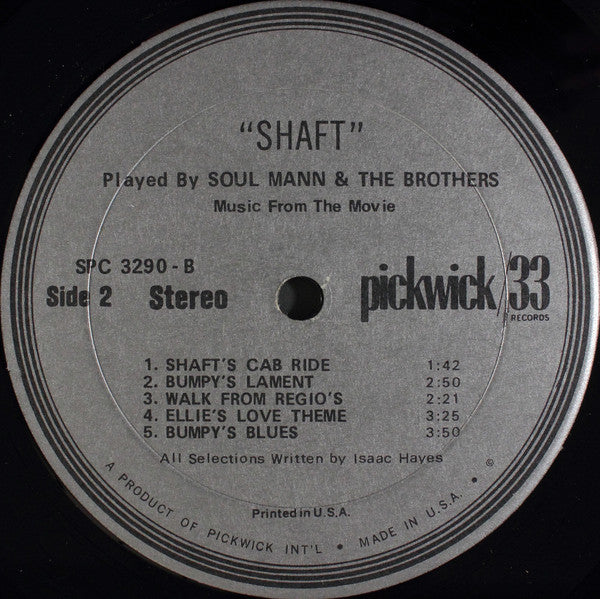 "SHAFT"
Played By SOUL MANN & THE BROTHERS
Music From The Movie
SPC 3290-B
Side 2 Stereo
pickwick/33
RECORDS
1. SHAFT'S CAB RIDE 1:42
2. BUMPY'S LAMENT 2:50
3. WALK FROM REGIO'S 2:21
4. ELLIE'S LOVE THEME 3:25
5. BUMPY'S BLUES 3:50
All Selections Written by Isaac Hayes
Printed in U.S.A.
A PRODUCT OF PICKWICK INT'L • MADE IN U.S.A. • ©